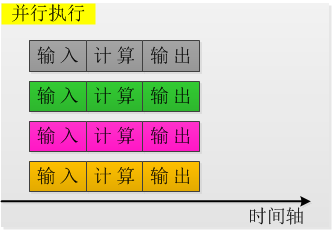 并行执行
输入 计算 输出
输入 计算 输出
输入 计算 输出
输入 计算 输出
时间轴